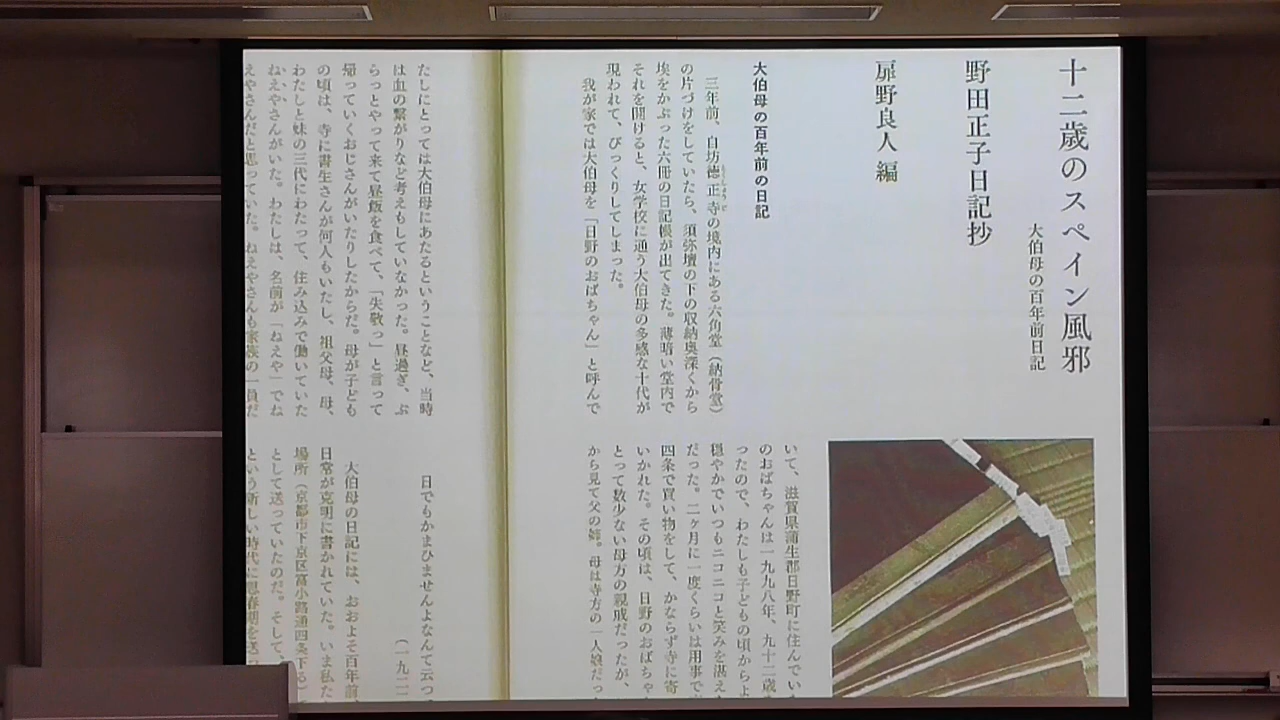 十二歳のスペイン風邪
大伯母の百年前日記
野田正子日記抄
扉野良人 編
大伯母の百年前の日記
三年前、自坊徳正寺の境内にある六角堂（納骨堂）
の片づけをしていたら、須弥壇の下の収納奥深くから
埃をかぶった六冊の日記帳が出てきた。薄暗い堂内で
それを開けると、女学校に通う大伯母の多感な十代が
現われて、びっくりしてしまった。
我が家では大伯母を「日野のおばちゃん」と呼んで
いて、滋賀県蒲生郡日野町に住んでい
のおばちゃんは一九九八年、九十二歳
ったので、わたしも子どもの頃からよ
穏やかでいつもニコニコと笑みを湛え
だった。二ヶ月に一度くらいは用事で
四条で買い物をして、かならず寺に寄
いかれた。その頃は、日野のおばちゃ
とって数少ない母方の親戚だったが、
から見て父の姉。母は寺方の一人娘だっ
たしにとっては大伯母にあたるということなど、当時
は血の繋がりなど考えもしていなかった。昼過ぎ、ぶ
らっとやって来て昼飯を食べて、「失敬っ」と言って
帰っていくおじさんがいたりしたからだ。母が子ども
の頃は、寺に書生さんが何人もいたし、祖父母、母、
わたしと妹の三代にわたって、住み込みで働いていた
ねえやさんがいた。わたしは、名前が「ねえや」でね
えやさんだと思っていた。ねえやさんも家族の一員だ
日でもかまひませんよなんて云つ
（一九二
大伯母の日記には、おおよそ百年前
日常が克明に書かれていた。いま私た
場所（京都市下京区富小路通四条下る）
として送っていたのだ。そして、
という新しい時代に思春期を送